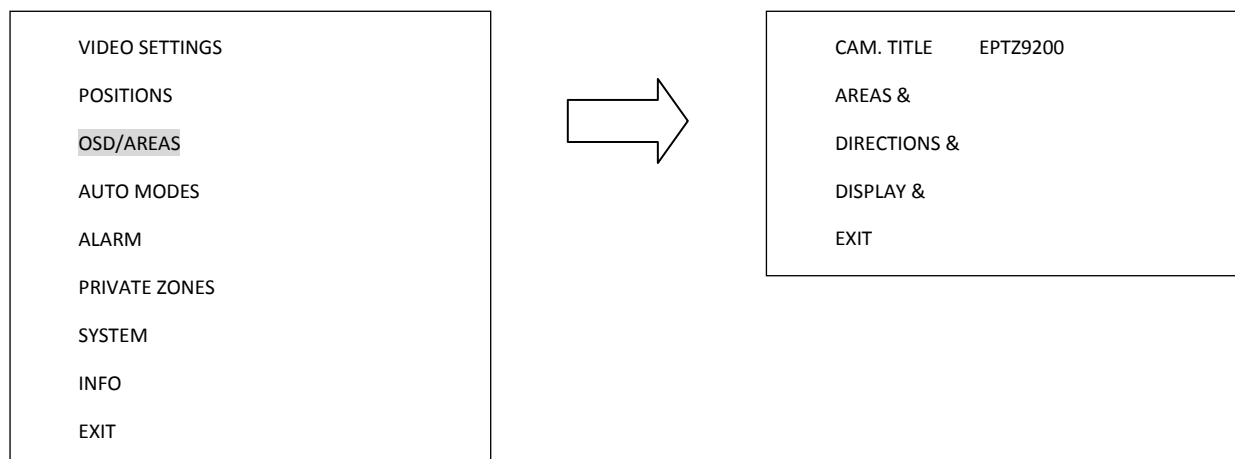 VIDEO SETTINGS
POSITIONS
OSD/AREAS
AUTO MODES
ALARM
PRIVATE ZONES
SYSTEM
INFO
EXIT
CAM. TITLE EPTZ9200
AREAS &
DIRECTIONS &
DISPLAY &
EXIT